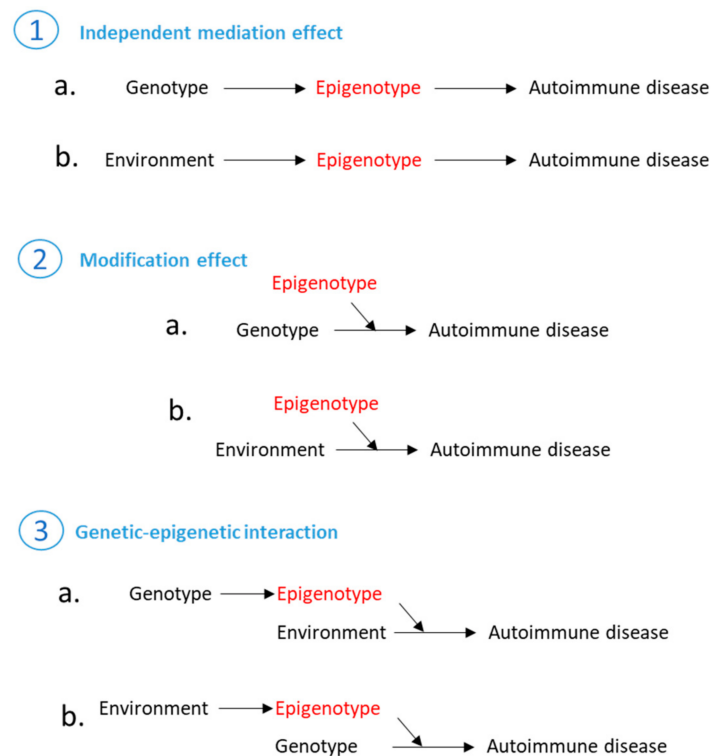 1 Independent mediation effect
a. Genotype Epigenotype Autoimmune disease
b. Environment Epigenotype Autoimmune disease
2 Modification effect
Epigenotype
a. Genotype Autoimmune disease
Epigenotype
b.
Environment Autoimmune disease
3 Genetic-epigenetic interaction
a. Genotype Epigenotype
Environment Autoimmune disease
b. Environment Epigenotype
Genotype Autoimmune disease